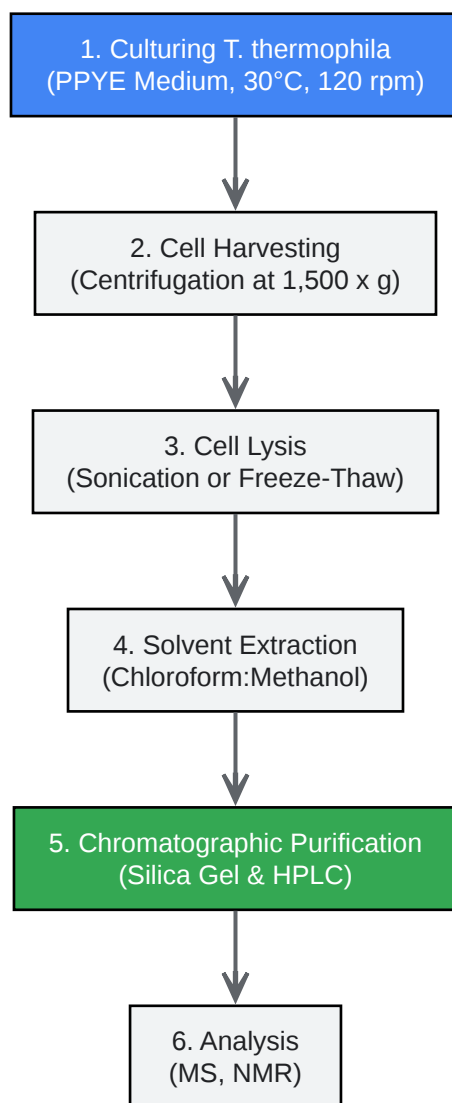 1. Culturing T. thermophila
(PPYE Medium, 30°C, 120 rpm)
2. Cell Harvesting
(Centrifugation at 1,500 x g)
3. Cell Lysis
(Sonication or Freeze-Thaw)
4. Solvent Extraction
(Chloroform:Methanol)
5. Chromatographic Purification
(Silica Gel & HPLC)
6. Analysis
(MS, NMR)